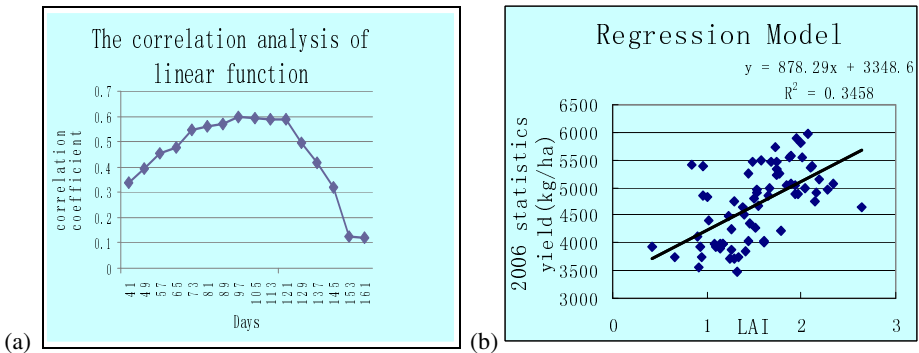 The correlation analysis of
linear function
correlation
coefficient
0.7
0.6
0.5
0.4
0.3
0.2
0.1
0
41 49 57 65 73 81 89 97 105 113 121 129 137 145 153 161
Days
(a)
Regression Model
y = 878.29x + 3348.6
R² = 0.3458
2006 statistics
yield(kg/ha)
6500
6000
5500
5000
4500
4000
3500
3000
0 1 2 3
LAI
(b)